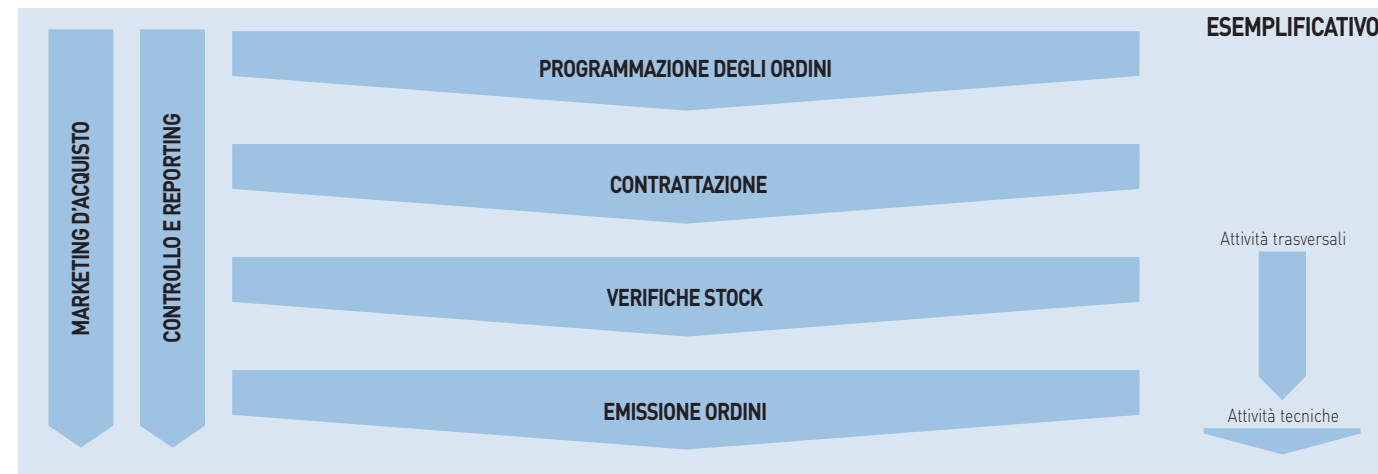 ESEMPLIFICATIVO
MARKETING D'ACQUISTO
CONTROLLO E REPORTING
PROGRAMMAZIONE DEGLI ORDINI
CONTRATTAZIONE
VERIFICHE STOCK
EMISSIONE ORDINI
Attività trasversali
Attività tecniche